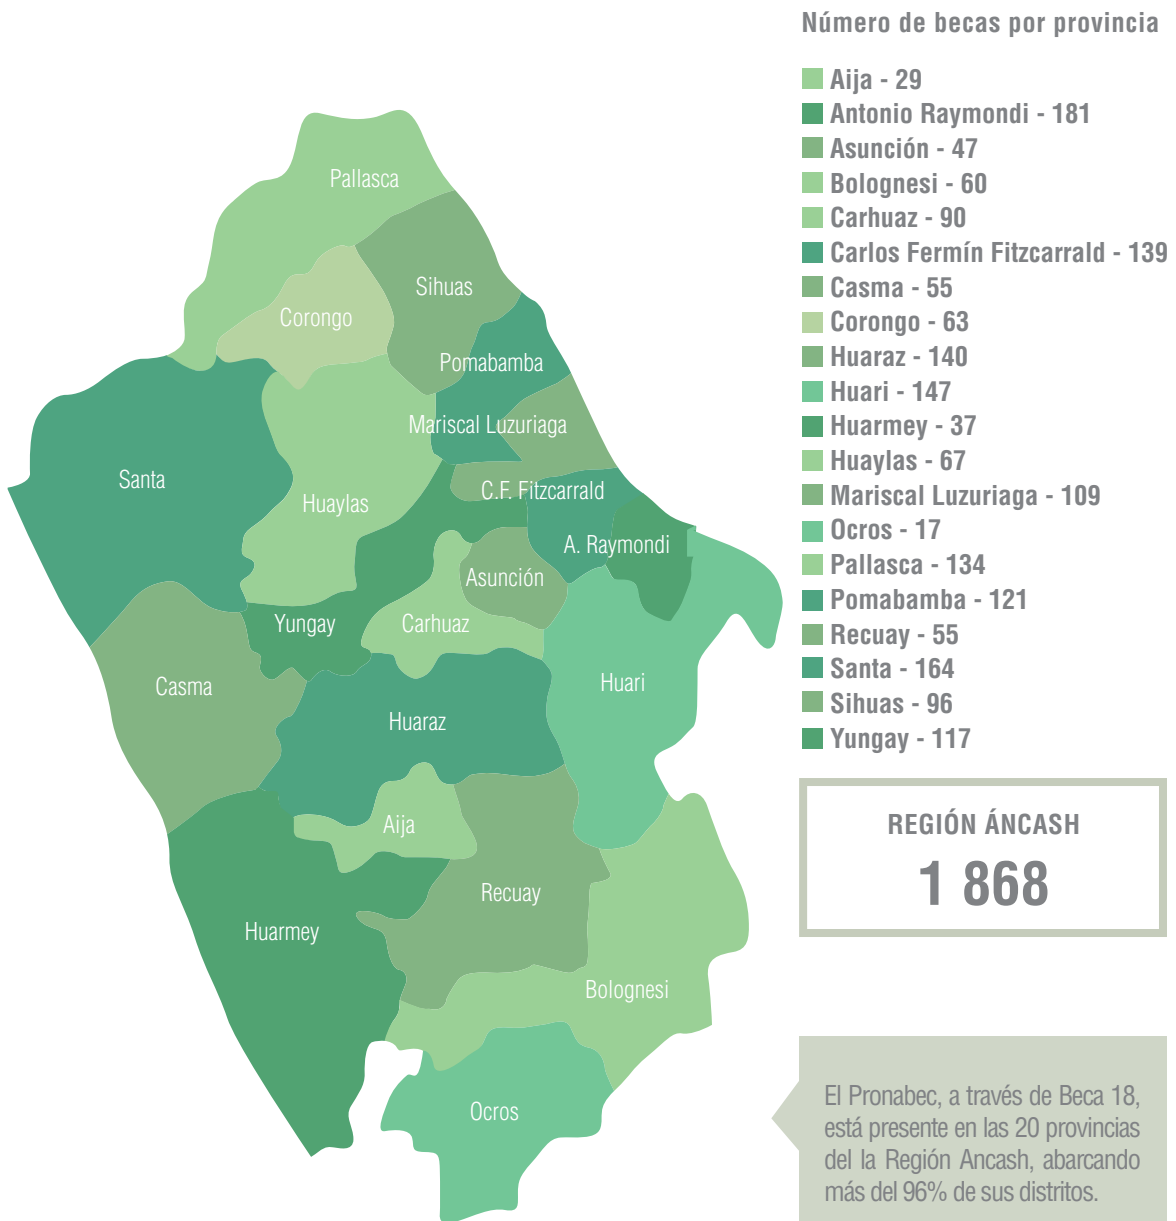 Número de becas por provincia
Aija - 29
Antonio Raymondi - 181
Asunción - 47
Bolognesi - 60
Carhuaz - 90
Carlos Fermín Fitzcarrald - 139
Casma - 55
Corongo - 63
Huaraz - 140
Huari - 147
Huarmey - 37
Huaylas - 67
Mariscal Luzuriaga - 109
Ocros - 17
Pallasca - 134
Pomabamba - 121
Recuay - 55
Santa - 164
Sihuas - 96
Yungay - 117
REGIÓN ÁNCASH
1 868
El Pronabec, a través de Beca 18,
está presente en las 20 provincias
del la Región Ancash, abarcando
más del 96% de sus distritos.
Pallasca
Sihuas
Corongo
Pomabamba
Mariscal Luzuriaga
Santa
Huaylas
C.F. Fitzcarrald
A. Raymondi
Asunción
Yungay
Carhuaz
Casma
Huari
Huaraz
Aija
Recuay
Huarmey
Bolognesi
Ocros